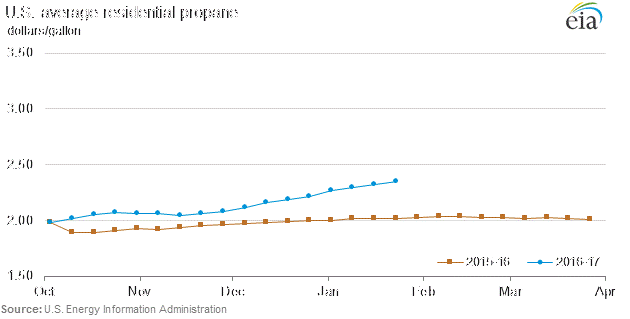 U.S. average residential propane
dollars/gallon
eia
3.50
3.00
2.50
2.00
1.50
2015-16
2016-17
Oct
Nov
Dec
Jan
Feb
Mar
Apr
Source: U.S. Energy Information Administration